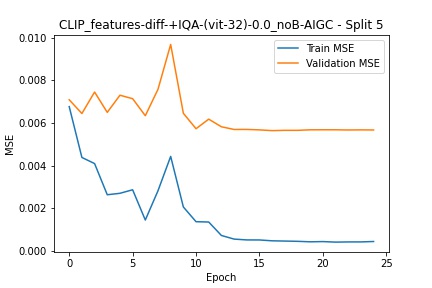 CLIP_features-diff-+IQA-(vit-32)-0.0_noB-AIGC - Split 5
Train MSE
Validation MSE
0.010
0.008
0.006
0.004
0.002
0.000
MSE
0
5
10
15
20
25
Epoch